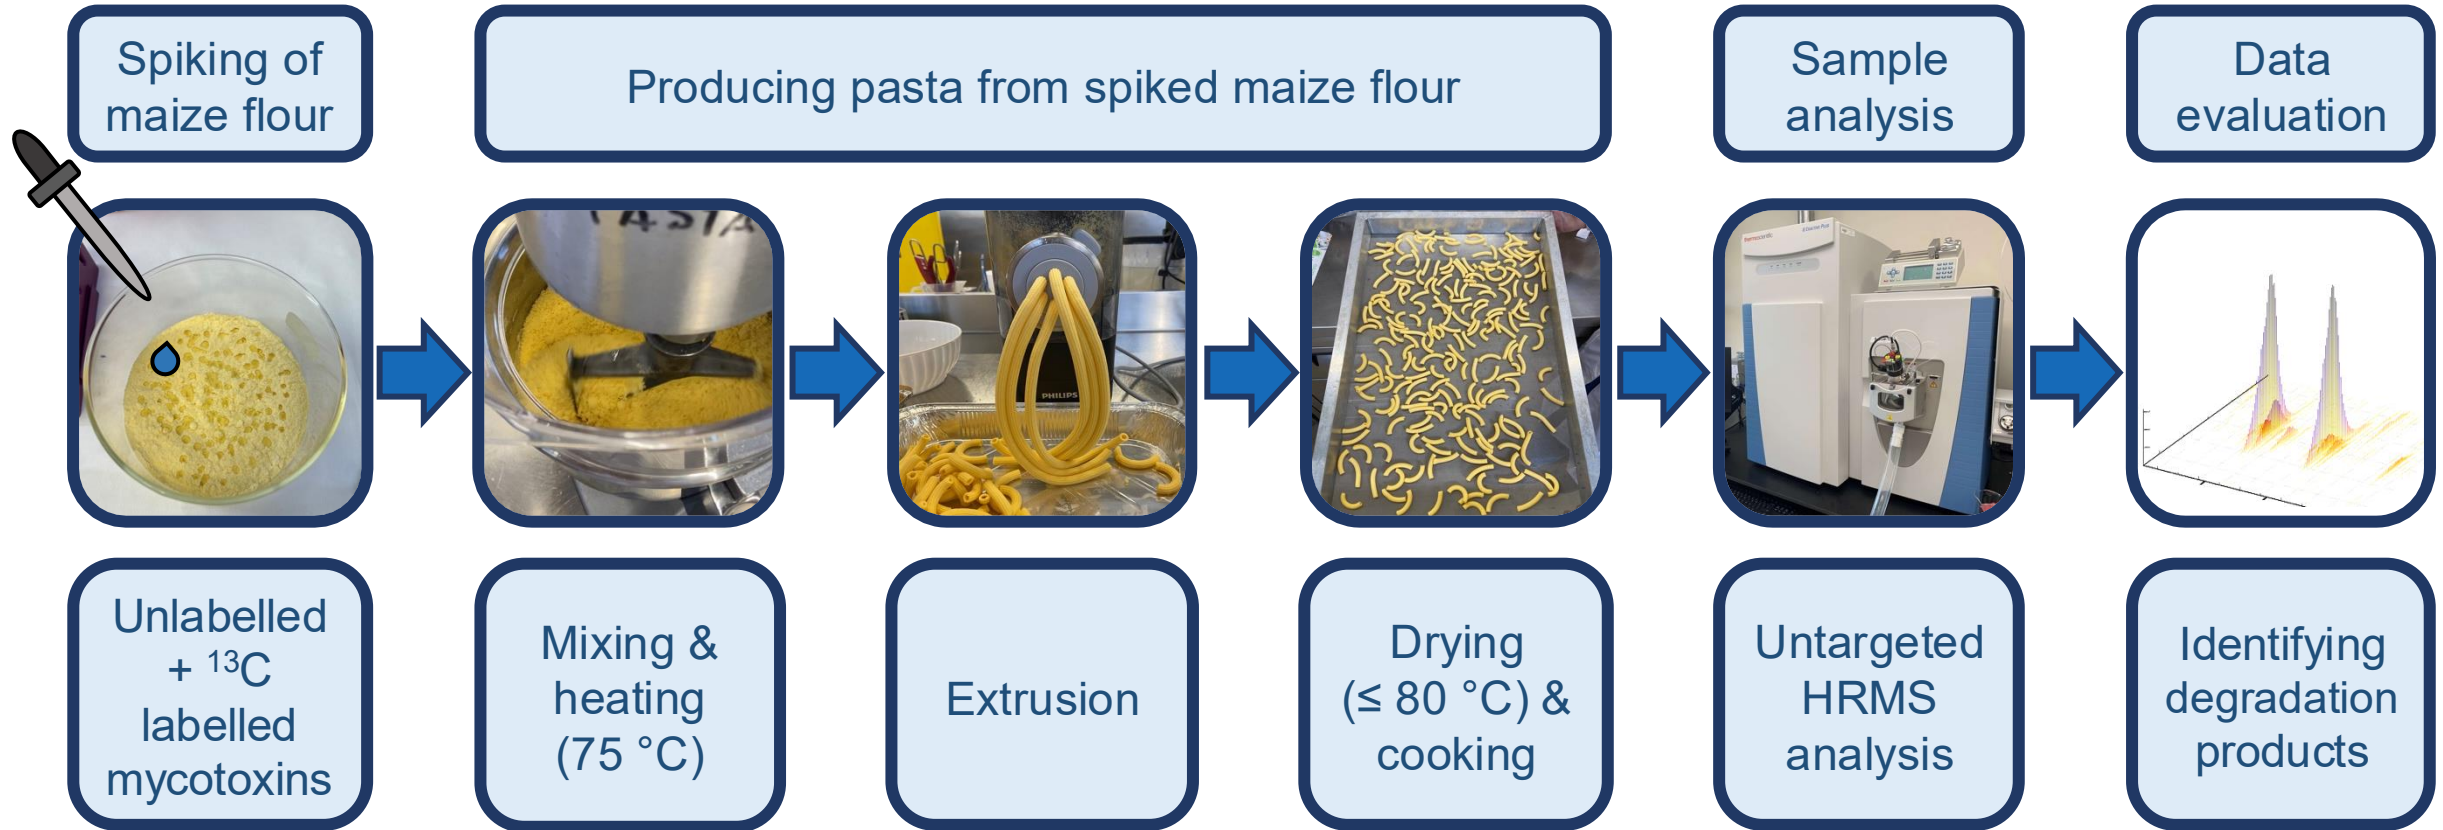 Spiking of
maize flour
Producing pasta from spiked maize flour
Sample
analysis
Data
evaluation
PHILIPS
Unlabelled
+ ¹³C
labelled
mycotoxins
Mixing &
heating
(75 °C)
Extrusion
Drying
(≤ 80 °C) &
cooking
Untargeted
HRMS
analysis
Identifying
degradation
products